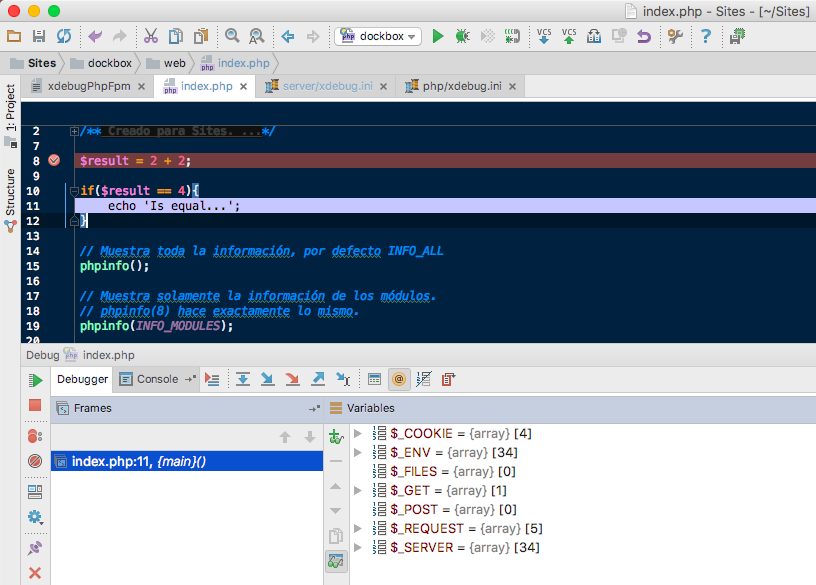 index.php - Sites - [~/Sites]
dockbox
VCS VCS
Sites dockbox web index.php
xdebugPhpFpm index.php server/xdebug.ini php/xdebug.ini
1: Project
Structure
2 /** Creado para Sites. ...*/
7
8 $result = 2 + 2;
9
10 if($result == 4){
11 echo 'Is equal...';
12 }
13
14 // Muestra toda la información, por defecto INFO_ALL
15 phpinfo();
16
17 // Muestra solamente la información de los módulos.
18 // phpinfo(8) hace exactamente lo mismo.
19 phpinfo(INFO_MODULES);
20
Debug index.php
Debugger Console
Frames
Variables
index.php:11, {main}()
$_COOKIE = {array} [4]
$_ENV = {array} [34]
$_FILES = {array} [0]
$_GET = {array} [1]
$_POST = {array} [0]
$_REQUEST = {array} [5]
$_SERVER = {array} [34]